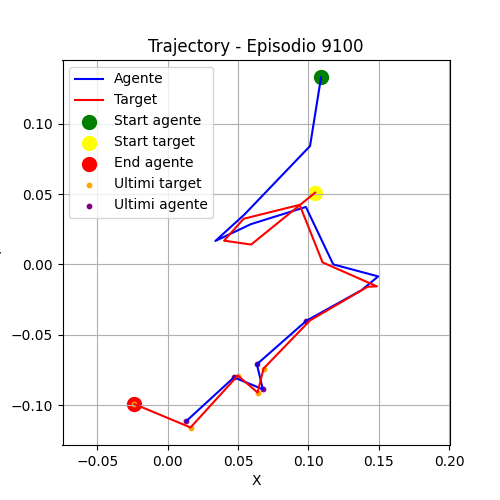 Trajectory - Episodio 9100
Agente
Target
Start agente
Start target
End agente
Ultimi target
Ultimi agente
0.10
0.05
0.00
−0.05
−0.10
−0.05
0.00
0.05
0.10
0.15
0.20
X